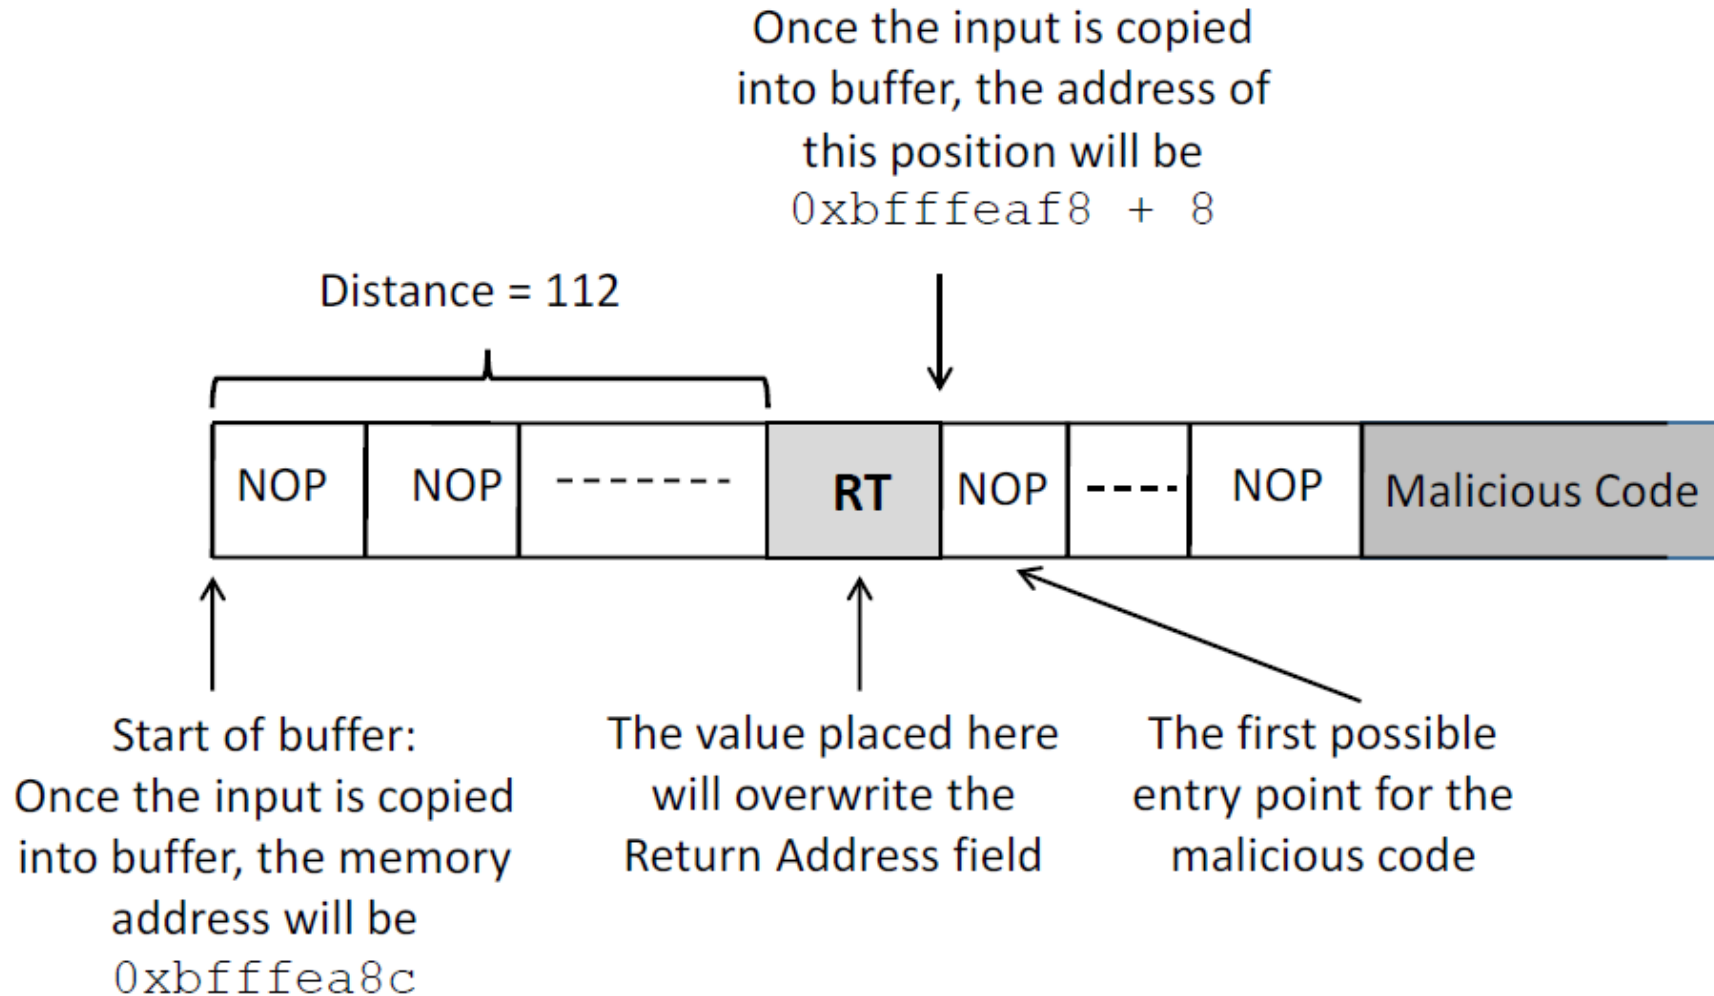 Once the input is copied
into buffer, the address of
this position will be
0xbfffeaf8 + 8
Distance = 112
NOP
NOP
RT
NOP
NOP
Malicious Code
Start of buffer:
Once the input is copied
into buffer, the memory
address will be
0xbfffea8c
The value placed here
will overwrite the
Return Address field
The first possible
entry point for the
malicious code